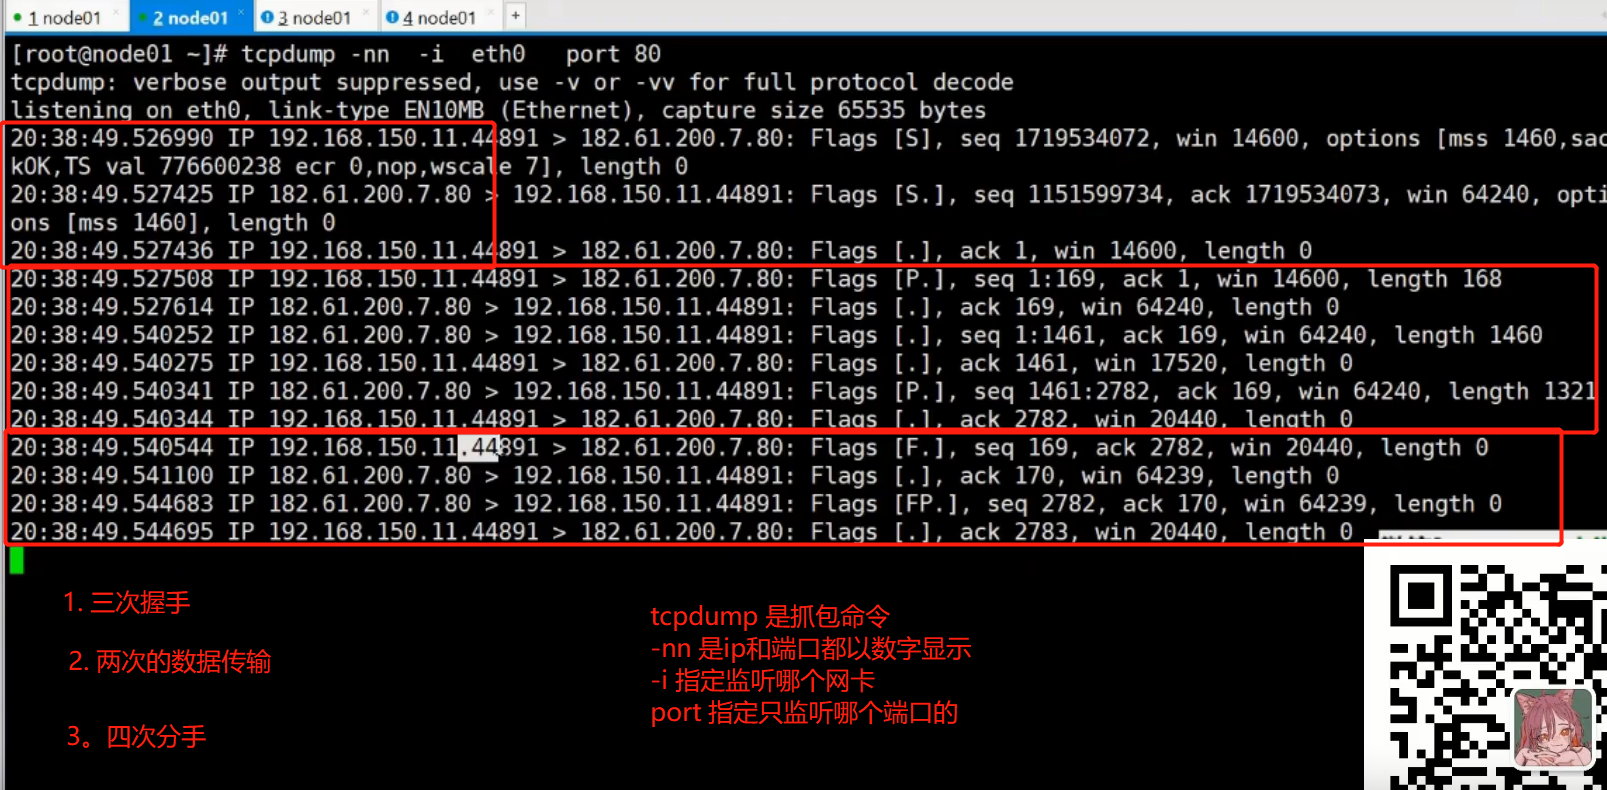 1 node01
2 node01
3 node01
4 node01
+
[root@node01 ~]# tcpdump -nn  -i  eth0   port 80
tcpdump: verbose output suppressed, use -v or -vv for full protocol decode
listening on eth0, link-type EN10MB (Ethernet), capture size 65535 bytes
20:38:49.526990 IP 192.168.150.11.44891 > 182.61.200.7.80: Flags [S], seq 1719534072, win 14600, options [mss 1460,sac
kOK,TS val 776600238 ecr 0,nop,wscale 7], length 0
20:38:49.527425 IP 182.61.200.7.80 > 192.168.150.11.44891: Flags [S.], seq 1151599734, ack 1719534073, win 64240, opti
ons [mss 1460], length 0
20:38:49.527436 IP 192.168.150.11.44891 > 182.61.200.7.80: Flags [.], ack 1, win 14600, length 0
20:38:49.527508 IP 192.168.150.11.44891 > 182.61.200.7.80: Flags [P.], seq 1:169, ack 1, win 14600, length 168
20:38:49.527614 IP 182.61.200.7.80 > 192.168.150.11.44891: Flags [.], ack 169, win 64240, length 0
20:38:49.540252 IP 182.61.200.7.80 > 192.168.150.11.44891: Flags [.], seq 1:1461, ack 169, win 64240, length 1460
20:38:49.540275 IP 192.168.150.11.44891 > 182.61.200.7.80: Flags [.], ack 1461, win 17520, length 0
20:38:49.540341 IP 182.61.200.7.80 > 192.168.150.11.44891: Flags [P.], seq 1461:2782, ack 169, win 64240, length 1321
20:38:49.540344 IP 192.168.150.11.44891 > 182.61.200.7.80: Flags [.], ack 2782, win 20440, length 0
20:38:49.540544 IP 192.168.150.11.44891 > 182.61.200.7.80: Flags [F.], seq 169, ack 2782, win 20440, length 0
20:38:49.541100 IP 182.61.200.7.80 > 192.168.150.11.44891: Flags [.], ack 170, win 64239, length 0
20:38:49.544683 IP 182.61.200.7.80 > 192.168.150.11.44891: Flags [FP.], seq 2782, ack 170, win 64239, length 0
20:38:49.544695 IP 192.168.150.11.44891 > 182.61.200.7.80: Flags [.], ack 2783, win 20440, length 0
1. 三次握手
2. 两次的数据传输
3。四次分手
tcpdump 是抓包命令
-nn 是ip和端口都以数字显示
-i 指定监听哪个网卡
port 指定只监听哪个端口的